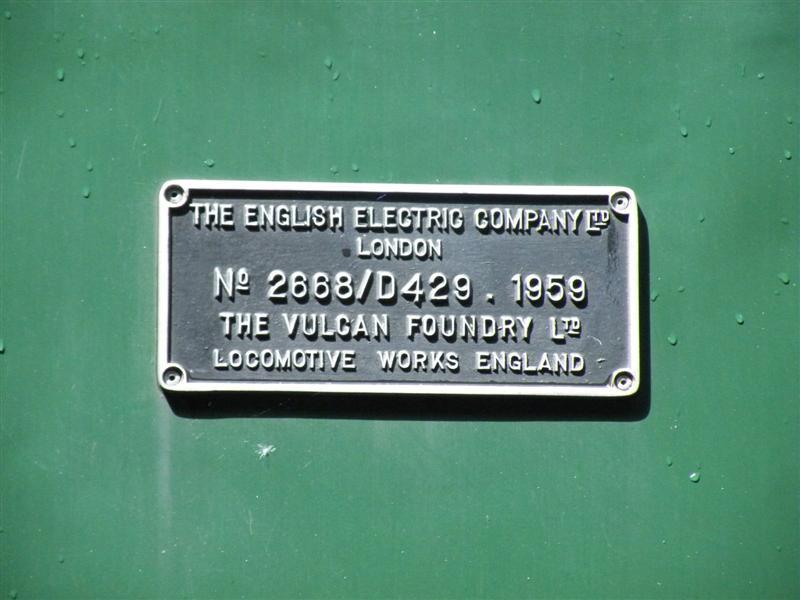 THE ENGLISH ELECTRIC COMPANY LTD
LONDON
Nº 2668/D429 . 1959
THE VULCAN FOUNDRY LTD
LOCOMOTIVE WORKS ENGLAND